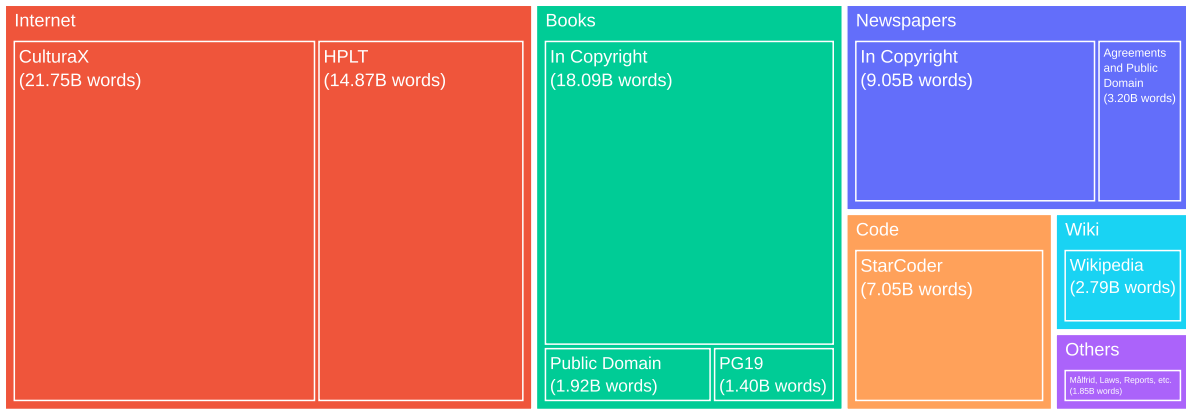 Internet
CulturaX
(21.75B words)
HPLT
(14.87B words)
Books
In Copyright
(18.09B words)
Public Domain
(1.92B words)
PG19
(1.40B words)
Newspapers
In Copyright
(9.05B words)
Agreements
and Public
Domain
(3.20B words)
Code
StarCoder
(7.05B words)
Wiki
Wikipedia
(2.79B words)
Others
Målfrid, Laws, Reports, etc.
(1.85B words)